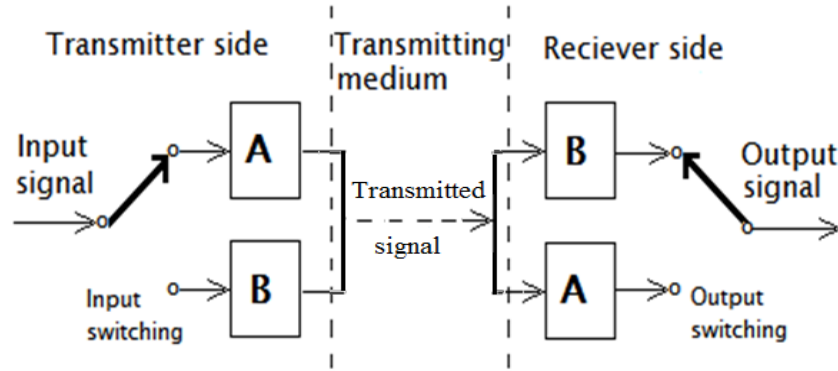 Transmitter side
Transmitting
medium
Reciever side
Input
signal
A
Transmitted
signal
B
Output
signal
Input
switching
B
A
Output
switching